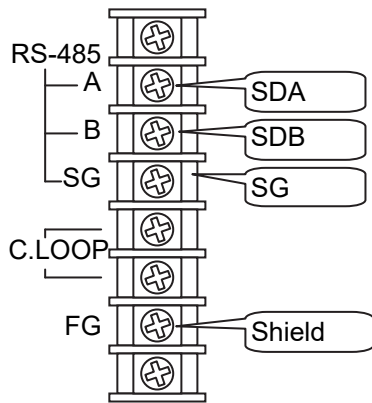 RS-485
A SDA
B SDB
SG SG
C.LOOP
FG Shield